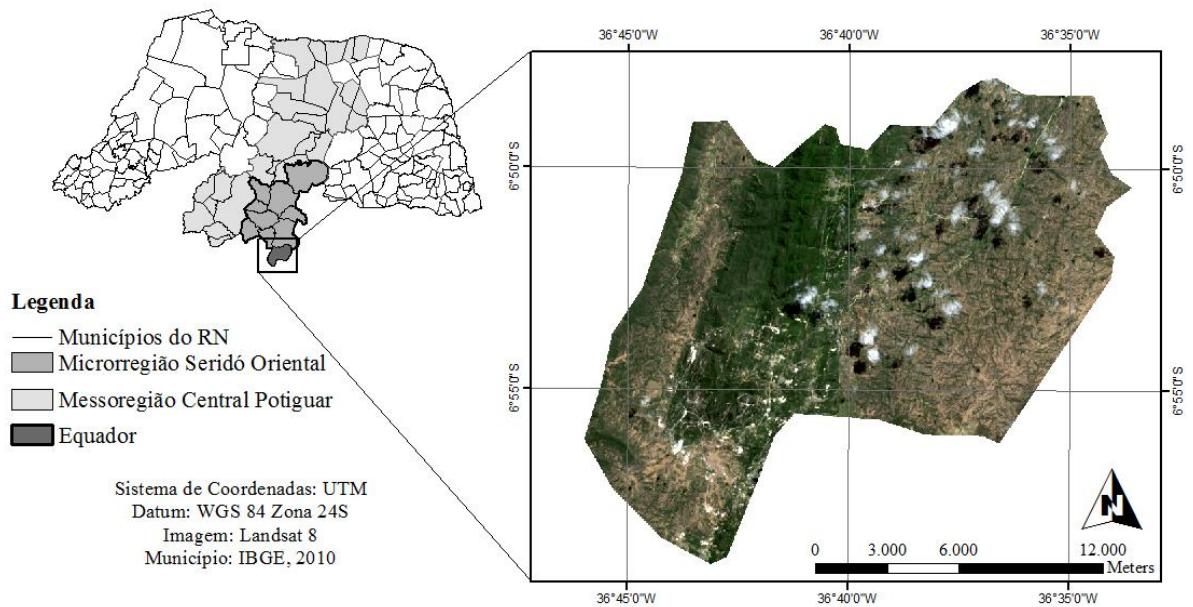 36°45'0"W 36°40'0"W 36°35'0"W
6°50'0"S 6°50'0"S
Legenda
Municípios do RN
Microrregião Seridó Oriental
Messoregião Central Potiguar
Equador
6°55'0"S 6°55'0"S
Sistema de Coordenadas: UTM
Datum: WGS 84 Zona 24S
Imagem: Landsat 8
Município: IBGE, 2010
N
0 3.000 6.000 12.000
Meters
36°45'0"W 36°40'0"W 36°35'0"W